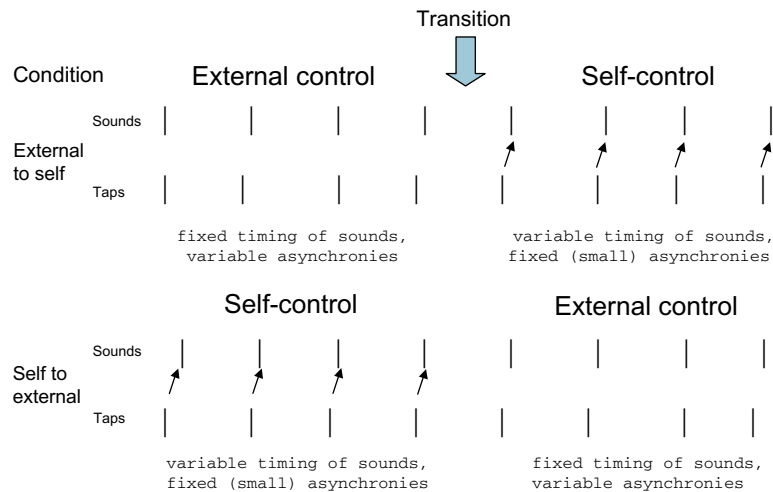 Transition
Condition
External control
Self-control
Sounds
External
to self
Taps
fixed timing of sounds,
variable asynchronies
variable timing of sounds,
fixed (small) asynchronies
Self-control
External control
Sounds
Self to
external
Taps
variable timing of sounds,
fixed (small) asynchronies
fixed timing of sounds,
variable asynchronies